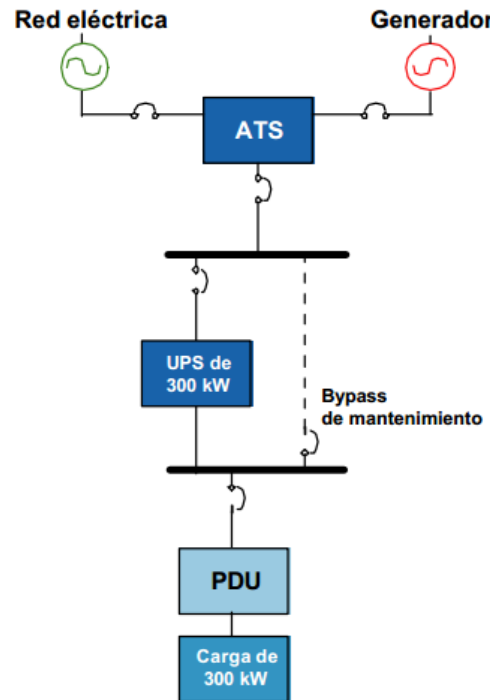 Red eléctrica
Generador
ATS
UPS de
300 kW
Bypass
de mantenimiento
PDU
Carga de
300 kW